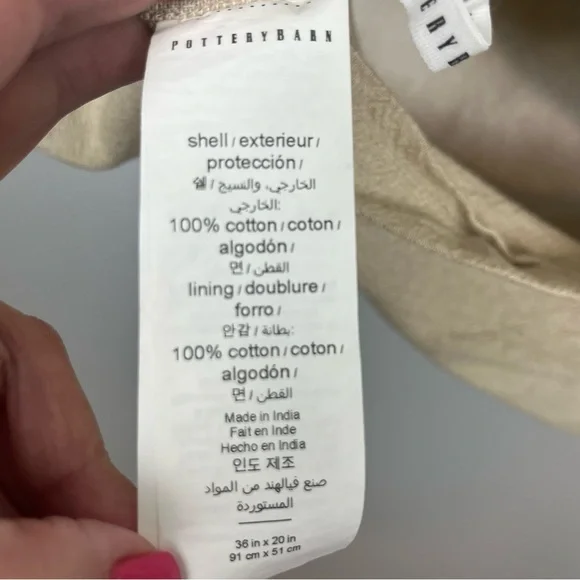 POTTERYBARN
TTERYB
shell / exterieur /
protección /
쉘 / الخارجي، والنسيج
الخارجي:
100% cotton / coton /
algodón /
면 / القطن
lining / doublure /
forro /
안감 / بطانة:
100% cotton / coton /
algodón /
면 / القطن
Made in India
Fait en Inde
Hecho en India
인도 제조
صنع فيالهند من المواد
المستوردة
36 in x 20 in
91 cm x 51 cm